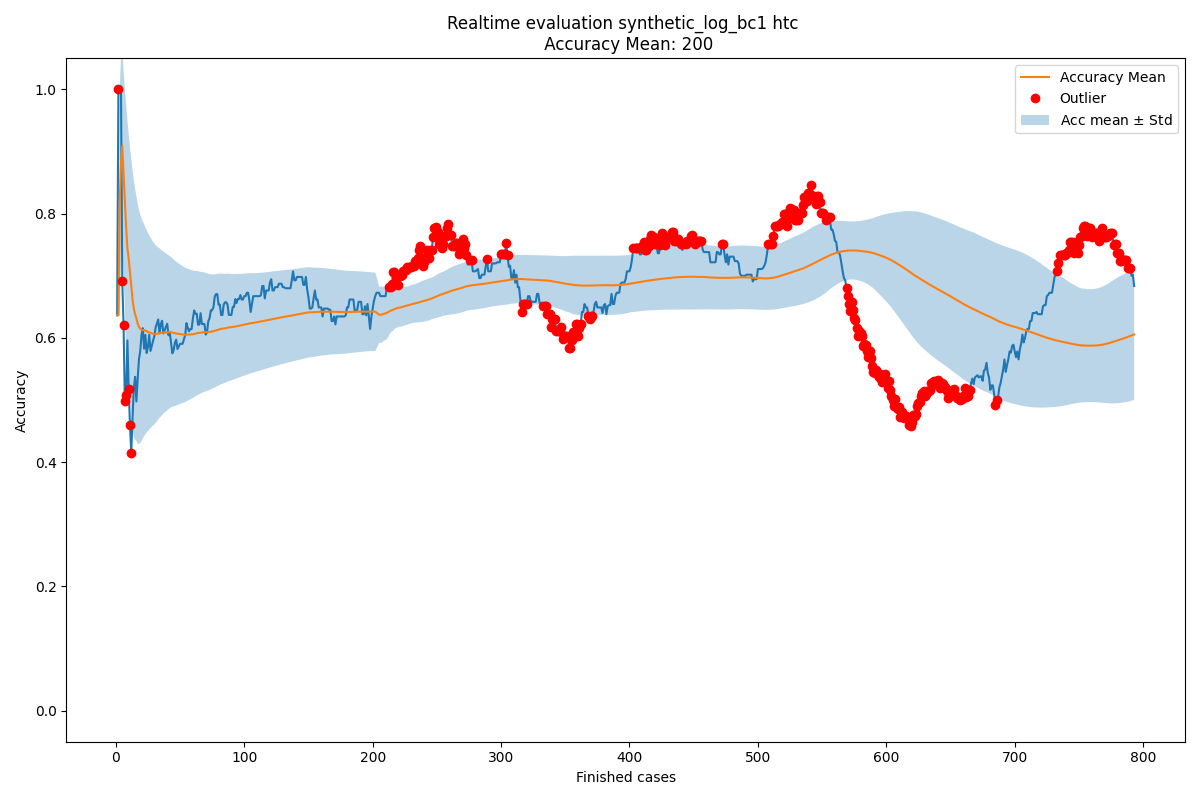 Realtime evaluation synthetic_log_bc1 htc
Accuracy Mean: 200
Accuracy Mean
Outlier
Acc mean ± Std
1.0
0.8
0.6
0.4
0.2
0.0
Accuracy
0 100 200 300 400 500 600 700 800
Finished cases